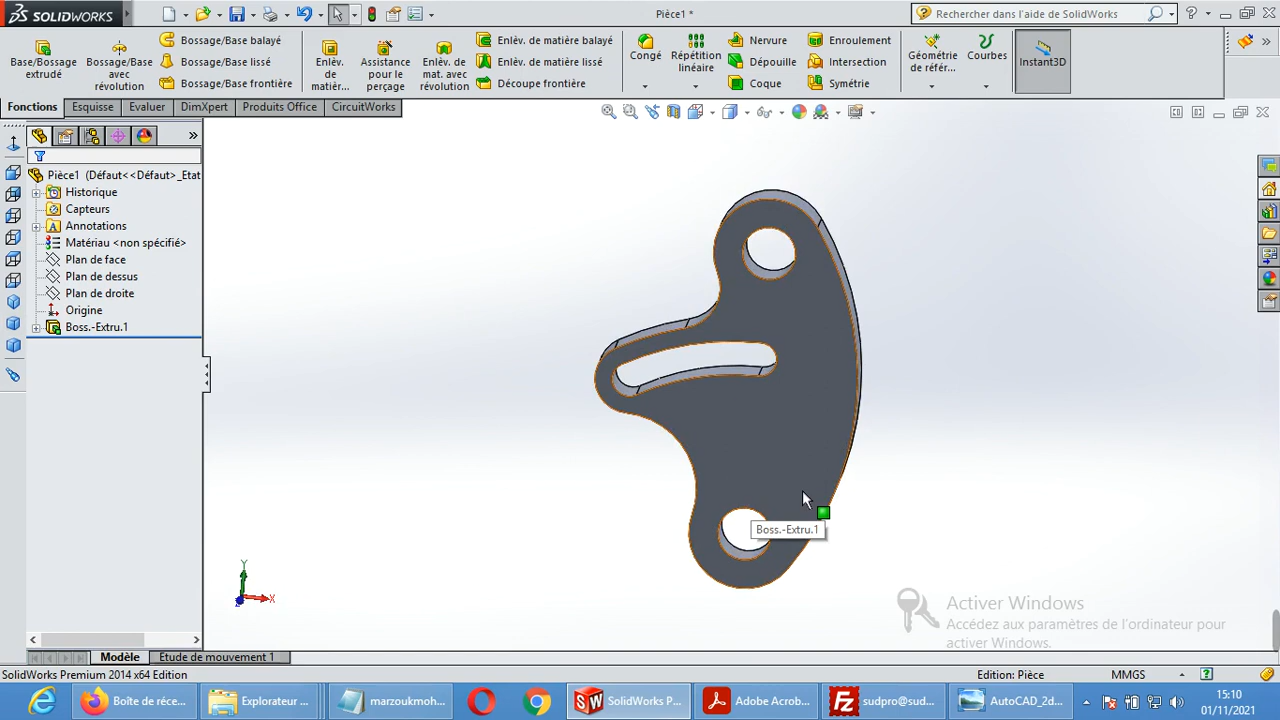 SOLIDWORKS
Pièce1 *
Rechercher dans l'aide de SolidWorks
Base/Bossage extrudé
Bossage/Base avec révolution
Bossage/Base balayé
Bossage/Base lissé
Bossage/Base frontière
Enlèv. de matièr...
Assistance pour le perçage
Enlèv. de mat. avec révolution
Enlèv. de matière balayé
Enlèv. de matière lissé
Découpe frontière
Congé
Répétition linéaire
Nervure
Dépouille
Coque
Enroulement
Intersection
Symétrie
Géométrie de référ...
Courbes
Instant3D
Fonctions
Esquisse
Evaluer
DimXpert
Produits Office
CircuitWorks
Pièce1 (Défaut<<Défaut>_Etat
Historique
Capteurs
Annotations
Matériau <non spécifié>
Plan de face
Plan de dessus
Plan de droite
Origine
Boss.-Extru.1
Boss.-Extru.1
Y
X
Z
Activer Windows
Accédez aux paramètres de l'ordinateur pour
activer Windows.
Modèle
Etude de mouvement 1
SolidWorks Premium 2014 x64 Edition
Edition: Pièce
MMGS
Boîte de réce...
Explorateur ...
marzoukmoh...
SolidWorks P...
Adobe Acrob...
sudpro@sud...
AutoCAD_2d...
15:10
01/11/2021